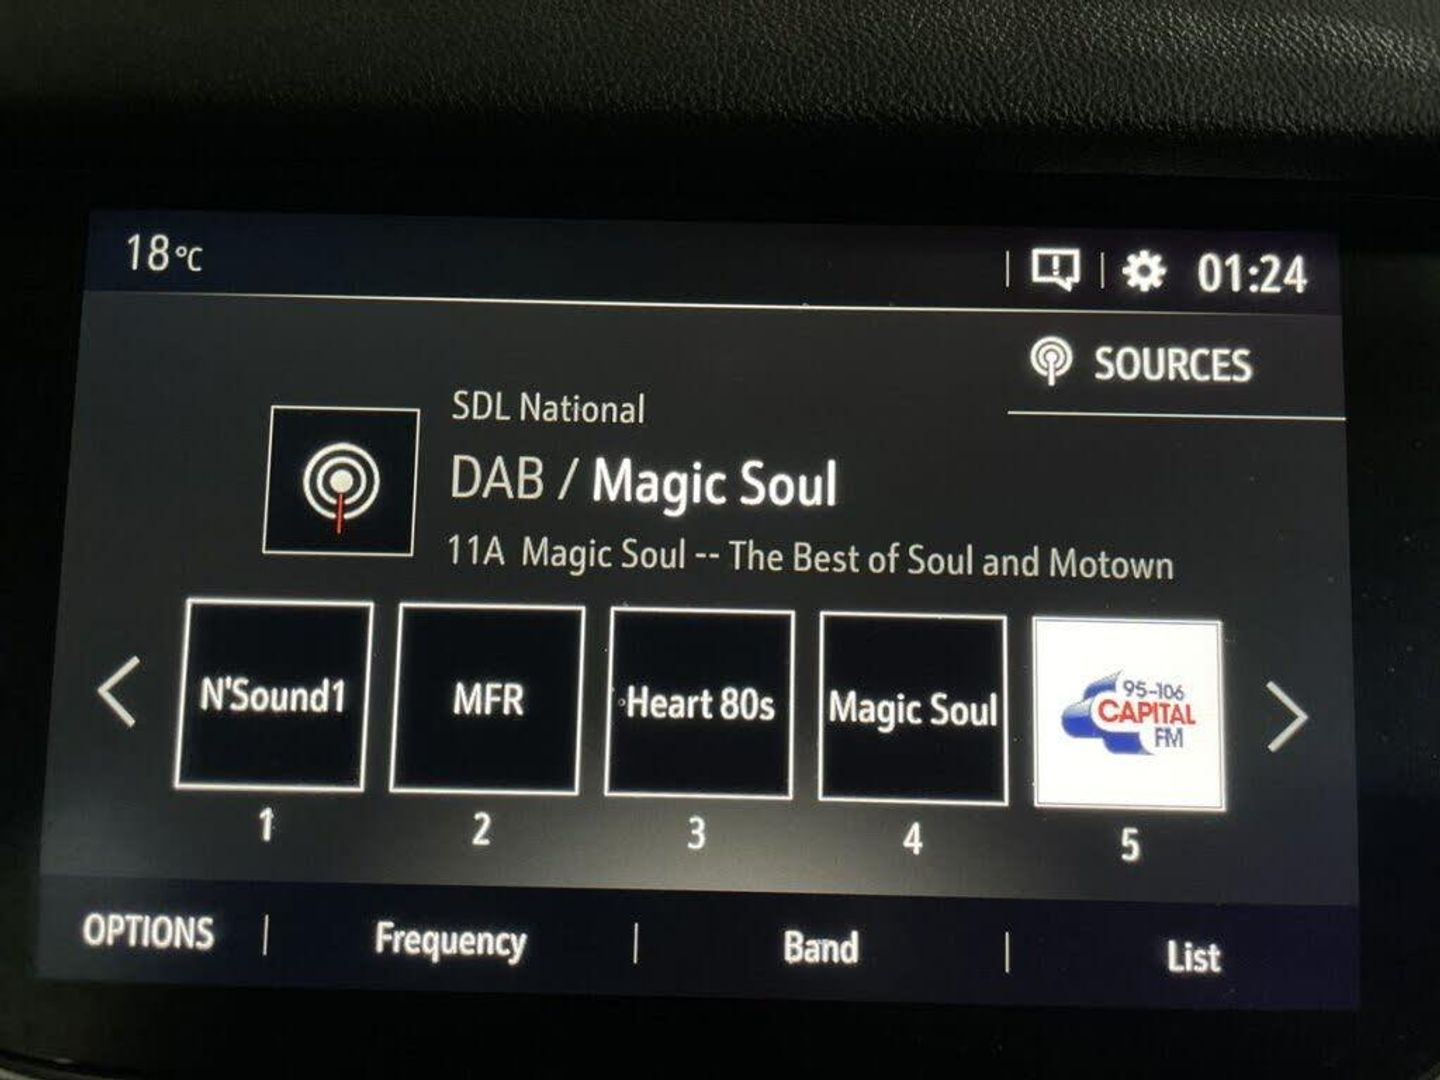 18°C
01:24
SOURCES
SDL National
DAB / Magic Soul
11A Magic Soul -- The Best of Soul and Motown
N'Sound1
MFR
Heart 80s
Magic Soul
95-106
CAPITAL
FM
1
2
3
4
5
OPTIONS
Frequency
Band
List